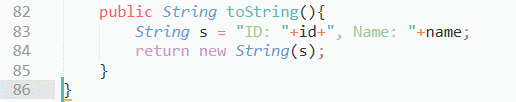 82 public String toString(){
83 String s = "ID: "+id+", Name: "+name;
84 return new String(s);
85 }
86 }